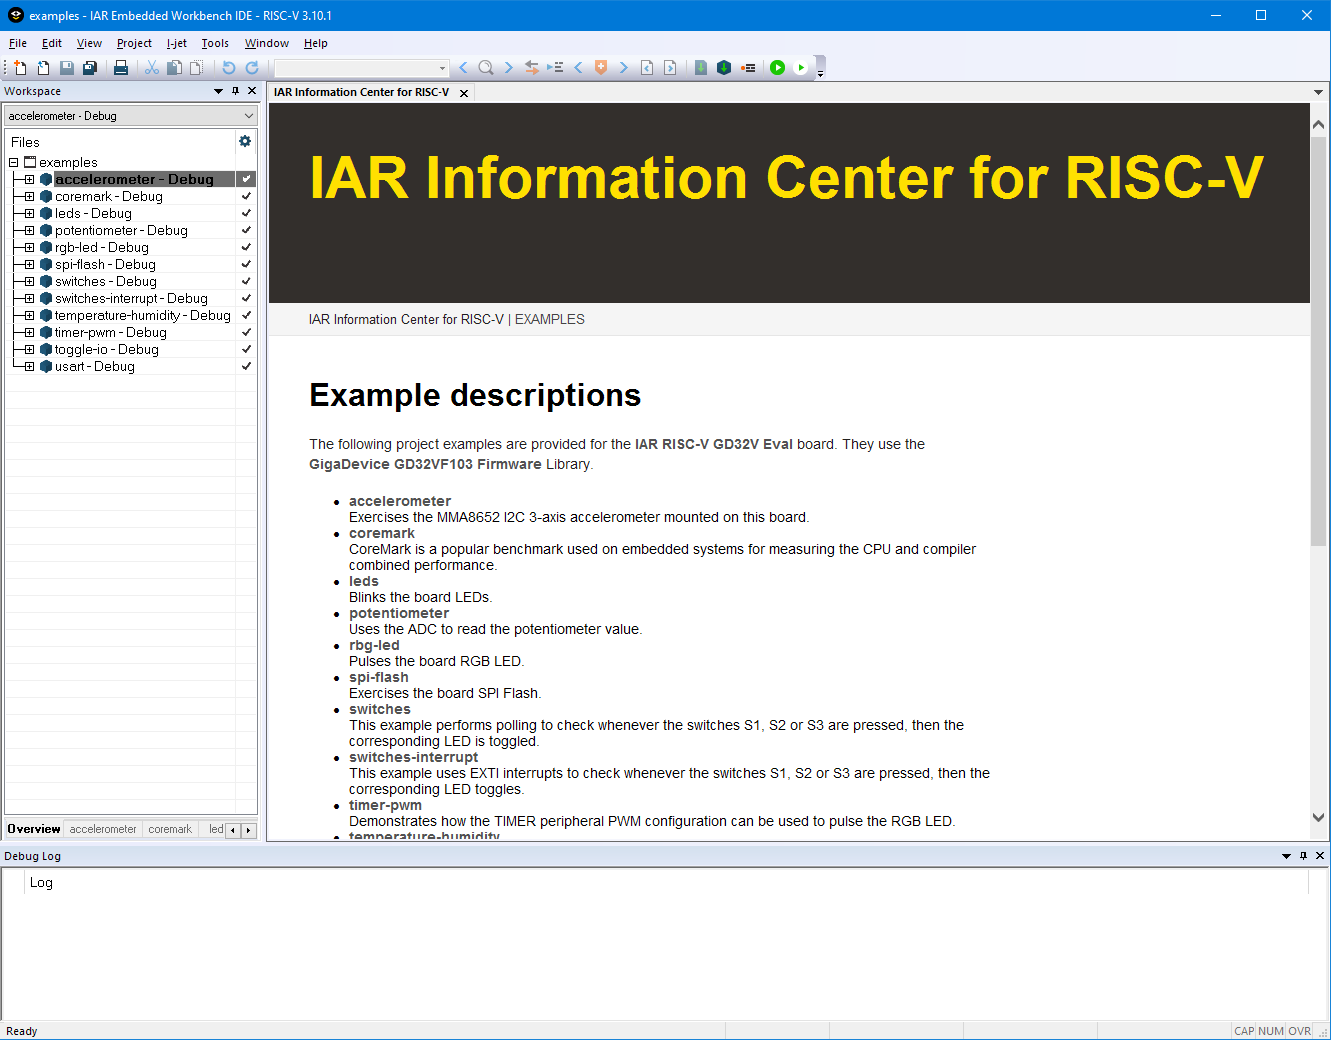 examples - IAR Embedded Workbench IDE - RISC-V 3.10.1
File Edit View Project I-jet Tools Window Help
Workspace
accelerometer - Debug
Files
examples
accelerometer - Debug
coremark - Debug
leds - Debug
potentiometer - Debug
rgb-led - Debug
spi-flash - Debug
switches - Debug
switches-interrupt - Debug
temperature-humidity - Debug
timer-pwm - Debug
toggle-io - Debug
usart - Debug
Overview accelerometer coremark led
IAR Information Center for RISC-V
IAR Information Center for RISC-V
IAR Information Center for RISC-V | EXAMPLES
Example descriptions
The following project examples are provided for the IAR RISC-V GD32V Eval board. They use the
GigaDevice GD32VF103 Firmware Library.
• accelerometer
Exercises the MMA8652 I2C 3-axis accelerometer mounted on this board.
• coremark
CoreMark is a popular benchmark used on embedded systems for measuring the CPU and compiler
combined performance.
• leds
Blinks the board LEDs.
• potentiometer
Uses the ADC to read the potentiometer value.
• rbg-led
Pulses the board RGB LED.
• spi-flash
Exercises the board SPI Flash.
• switches
This example performs polling to check whenever the switches S1, S2 or S3 are pressed, then the
corresponding LED is toggled.
• switches-interrupt
This example uses EXTI interrupts to check whenever the switches S1, S2 or S3 are pressed, then the
corresponding LED toggles.
• timer-pwm
Demonstrates how the TIMER peripheral PWM configuration can be used to pulse the RGB LED.
• temperature-humidity
Debug Log
Log
Ready
CAP NUM OVR